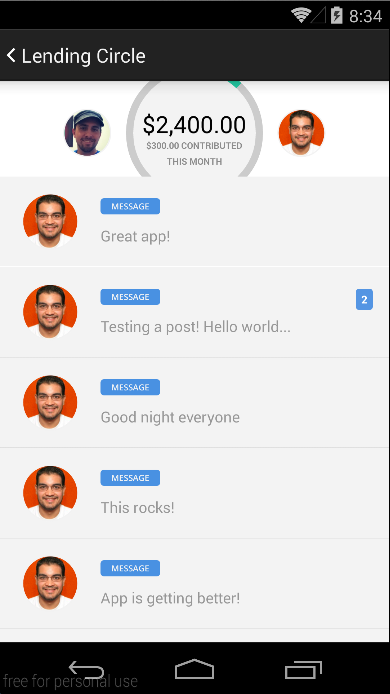 8:34
Lending Circle
$2,400.00
$300.00 CONTRIBUTED
THIS MONTH
MESSAGE
Great app!
MESSAGE
2
Testing a post! Hello world...
MESSAGE
Good night everyone
MESSAGE
This rocks!
MESSAGE
App is getting better!
free for personal use